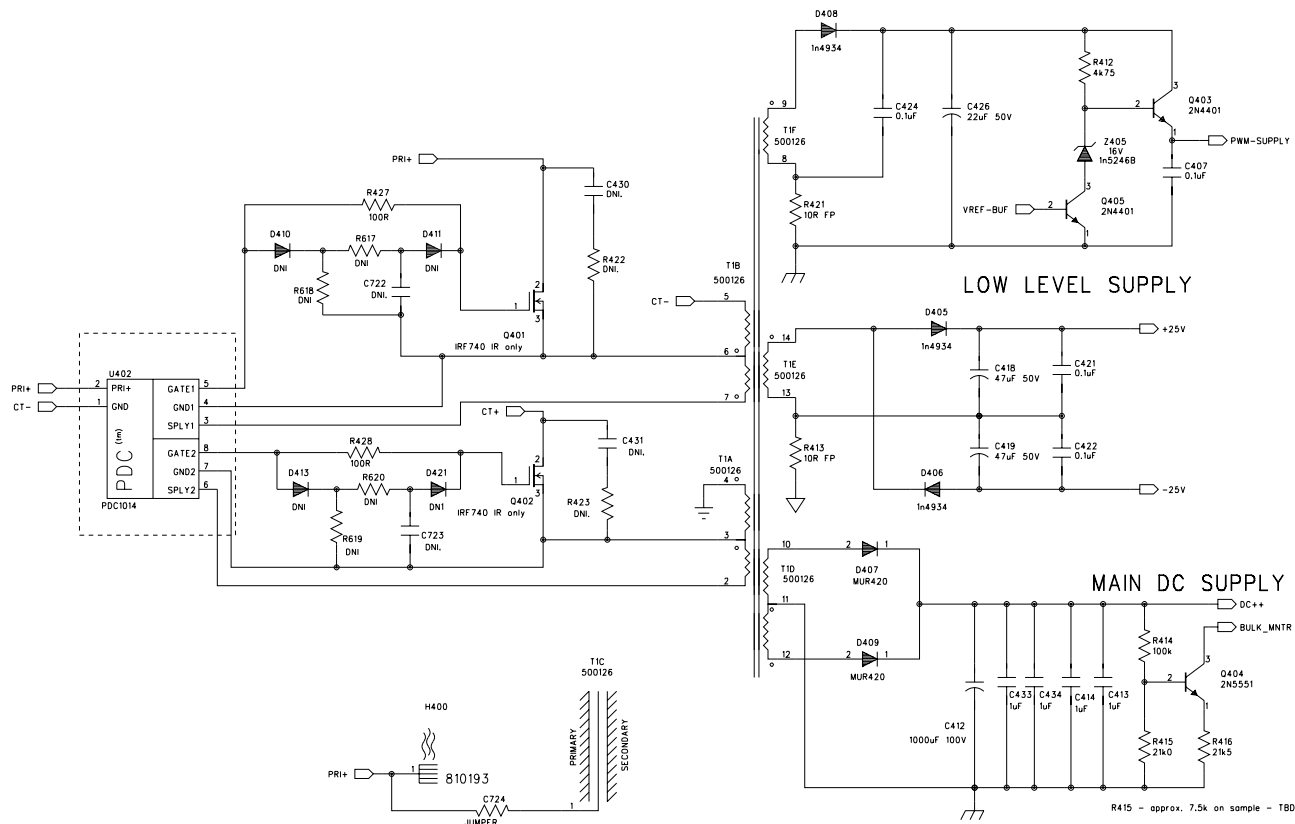 D408
1n4934
R412
4k75
3
2
Q403
2N4401
1
PWM-SUPPLY
9
T1F
500126
8
C424
0.1uF
C426
22uF 50V
Z405
16V
1n5246B
C407
0.1uF
R421
10R FP
VREF-BUF
2
3
Q405
2N4401
1
LOW LEVEL SUPPLY
PRI+
C430
DNI.
R427
100R
D410
DNI
R617
DNI
D411
DNI
R618
DNI
C722
DNI.
R422
DNI.
2
1
3
Q401
IRF740 IR only
T1B
500126
CT-
5
6
7
14
T1E
500126
13
D405
1n4934
+25V
C418
47uF 50V
C421
0.1uF
R413
10R FP
C419
47uF 50V
C422
0.1uF
D406
1n4934
-25V
U402
PRI+
2
PRI+
CT-
1
GND
PDC (tm)
PDC1014
GATE1
5
GND1
4
SPLY1
3
GATE2
8
GND2
7
SPLY2
6
CT+
R428
100R
D413
DNI
R620
DNI
D421
DN1
R619
DNI
C723
DNI.
2
1
3
Q402
IRF740 IR only
C431
DNI.
R423
DNI.
T1A
500126
4
3
2
10
T1D
500126
11
12
2
1
D407
MUR420
D409
2
1
MUR420
MAIN DC SUPPLY
DC++
BULK_MNTR
R414
100k
3
2
Q404
2N5551
1
C433
1uF
C434
1uF
C414
1uF
C413
1uF
C412
1000uF 100V
R415
21k0
R416
21k5
R415 - approx. 7.5k on sample - TBD
T1C
500126
PRIMARY
SECONDARY
1
H400
PRI+
1
810193
C724
JUMPER